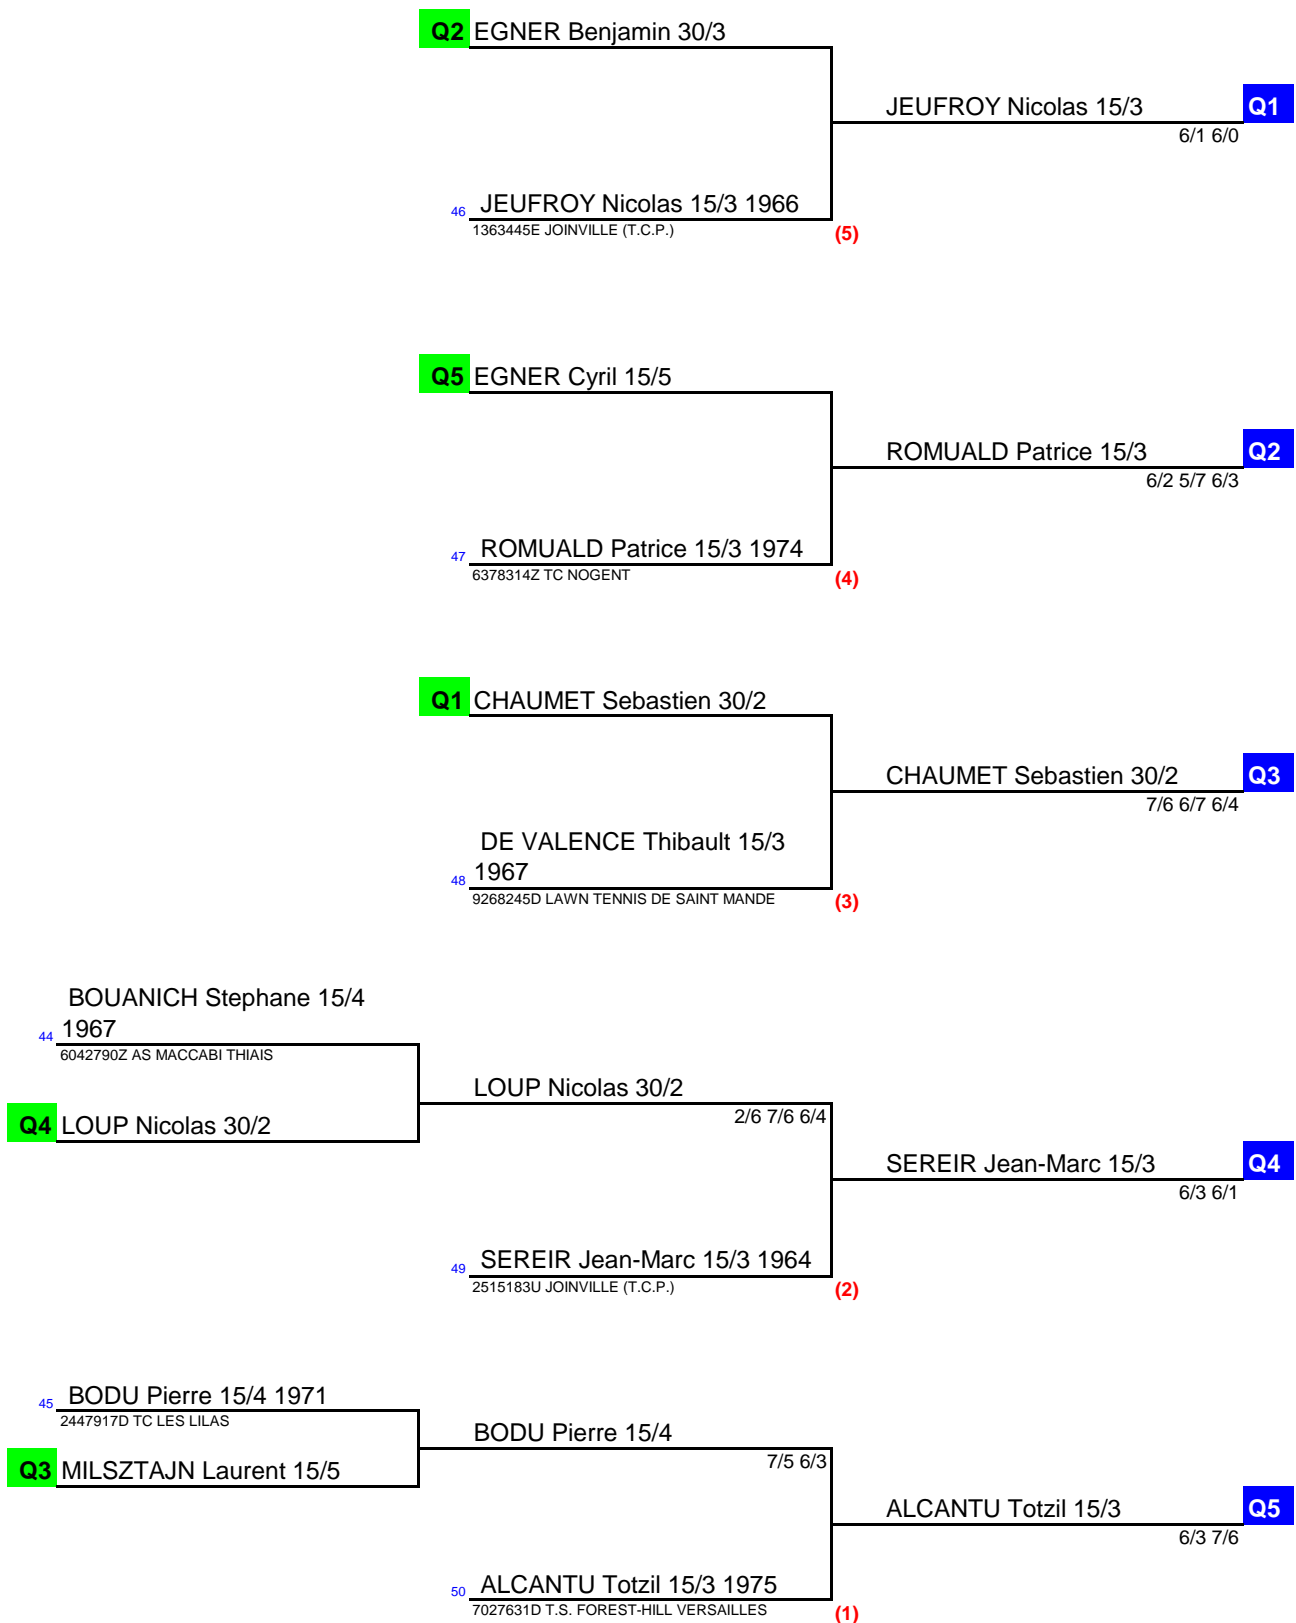 Q2 EGNER Benjamin 30/3
JEUFROY Nicolas 15/3 Q1
6/1 6/0
46 JEUFROY Nicolas 15/3 1966
1363445E JOINVILLE (T.C.P.)
(5)
Q5 EGNER Cyril 15/5
ROMUALD Patrice 15/3 Q2
6/2 5/7 6/3
47 ROMUALD Patrice 15/3 1974
6378314Z TC NOGENT
(4)
Q1 CHAUMET Sebastien 30/2
CHAUMET Sebastien 30/2 Q3
7/6 6/7 6/4
DE VALENCE Thibault 15/3
48 1967
9268245D LAWN TENNIS DE SAINT MANDE
(3)
BOUANICH Stephane 15/4
44 1967
6042790Z AS MACCABI THIAIS
LOUP Nicolas 30/2
2/6 7/6 6/4
Q4 LOUP Nicolas 30/2
SEREIR Jean-Marc 15/3 Q4
6/3 6/1
49 SEREIR Jean-Marc 15/3 1964
2515183U JOINVILLE (T.C.P.)
(2)
45 BODU Pierre 15/4 1971
2447917D TC LES LILAS
BODU Pierre 15/4
7/5 6/3
Q3 MILSZTAJN Laurent 15/5
ALCANTU Totzil 15/3 Q5
6/3 7/6
50 ALCANTU Totzil 15/3 1975
7027631D T.S. FOREST-HILL VERSAILLES
(1)